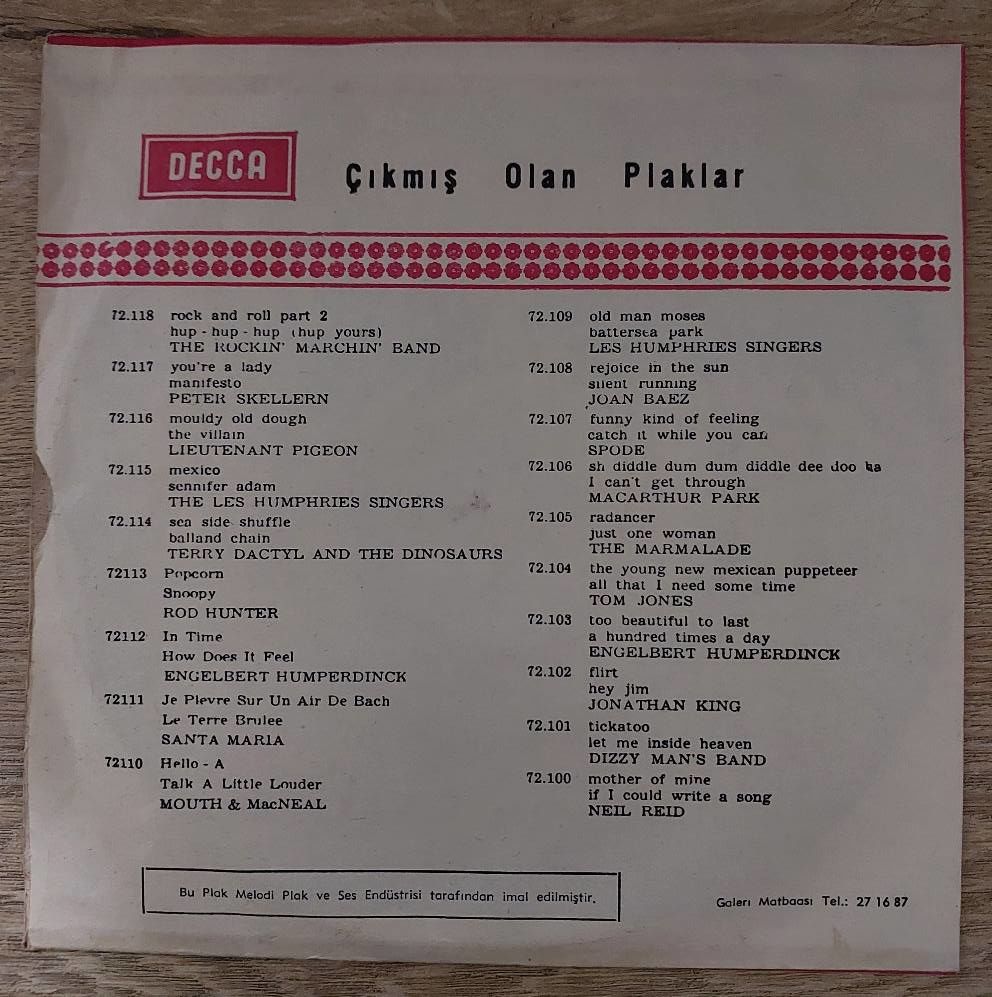 DECCA
Çıkmış Olan Plaklar
72.118 rock and roll part 2
hup - hup - hup (hup yours)
THE ROCKIN' MARCHIN' BAND
72.117 you're a lady
manifesto
PETER SKELLERN
72.116 mouldy old dough
the villain
LIEUTENANT PIGEON
72.115 mexico
sennifer adam
THE LES HUMPHRIES SINGERS
72.114 sea side shuffle
balland chain
TERRY DACTYL AND THE DINOSAURS
72113 Popcorn
Snoopy
ROD HUNTER
72112 In Time
How Does It Feel
ENGELBERT HUMPERDINCK
72111 Je Plevre Sur Un Air De Bach
Le Terre Brulee
SANTA MARIA
72110 Hello - A
Talk A Little Louder
MOUTH & MacNEAL
72.109 old man moses
battersea park
LES HUMPHRIES SINGERS
72.108 rejoice in the sun
silent running
JOAN BAEZ
72.107 funny kind of feeling
catch it while you can
SPODE
72.106 sh diddle dum dum diddle dee doo
I can't get through
MACARTHUR PARK
72.105 radancer
just one woman
THE MARMALADE
72.104 the young new mexican puppeteer
all that I need some time
TOM JONES
72.103 too beautiful to last
a hundred times a day
ENGELBERT HUMPERDINCK
72.102 flirt
hey jim
JONATHAN KING
72.101 tickatoo
let me inside heaven
DIZZY MAN'S BAND
72.100 mother of mine
if I could write a song
NEIL REID
Bu Plak Melodi Plak ve Ses Endüstrisi tarafından imal edilmiştir.
Galeri Matbaası Tel.: 27 16 87